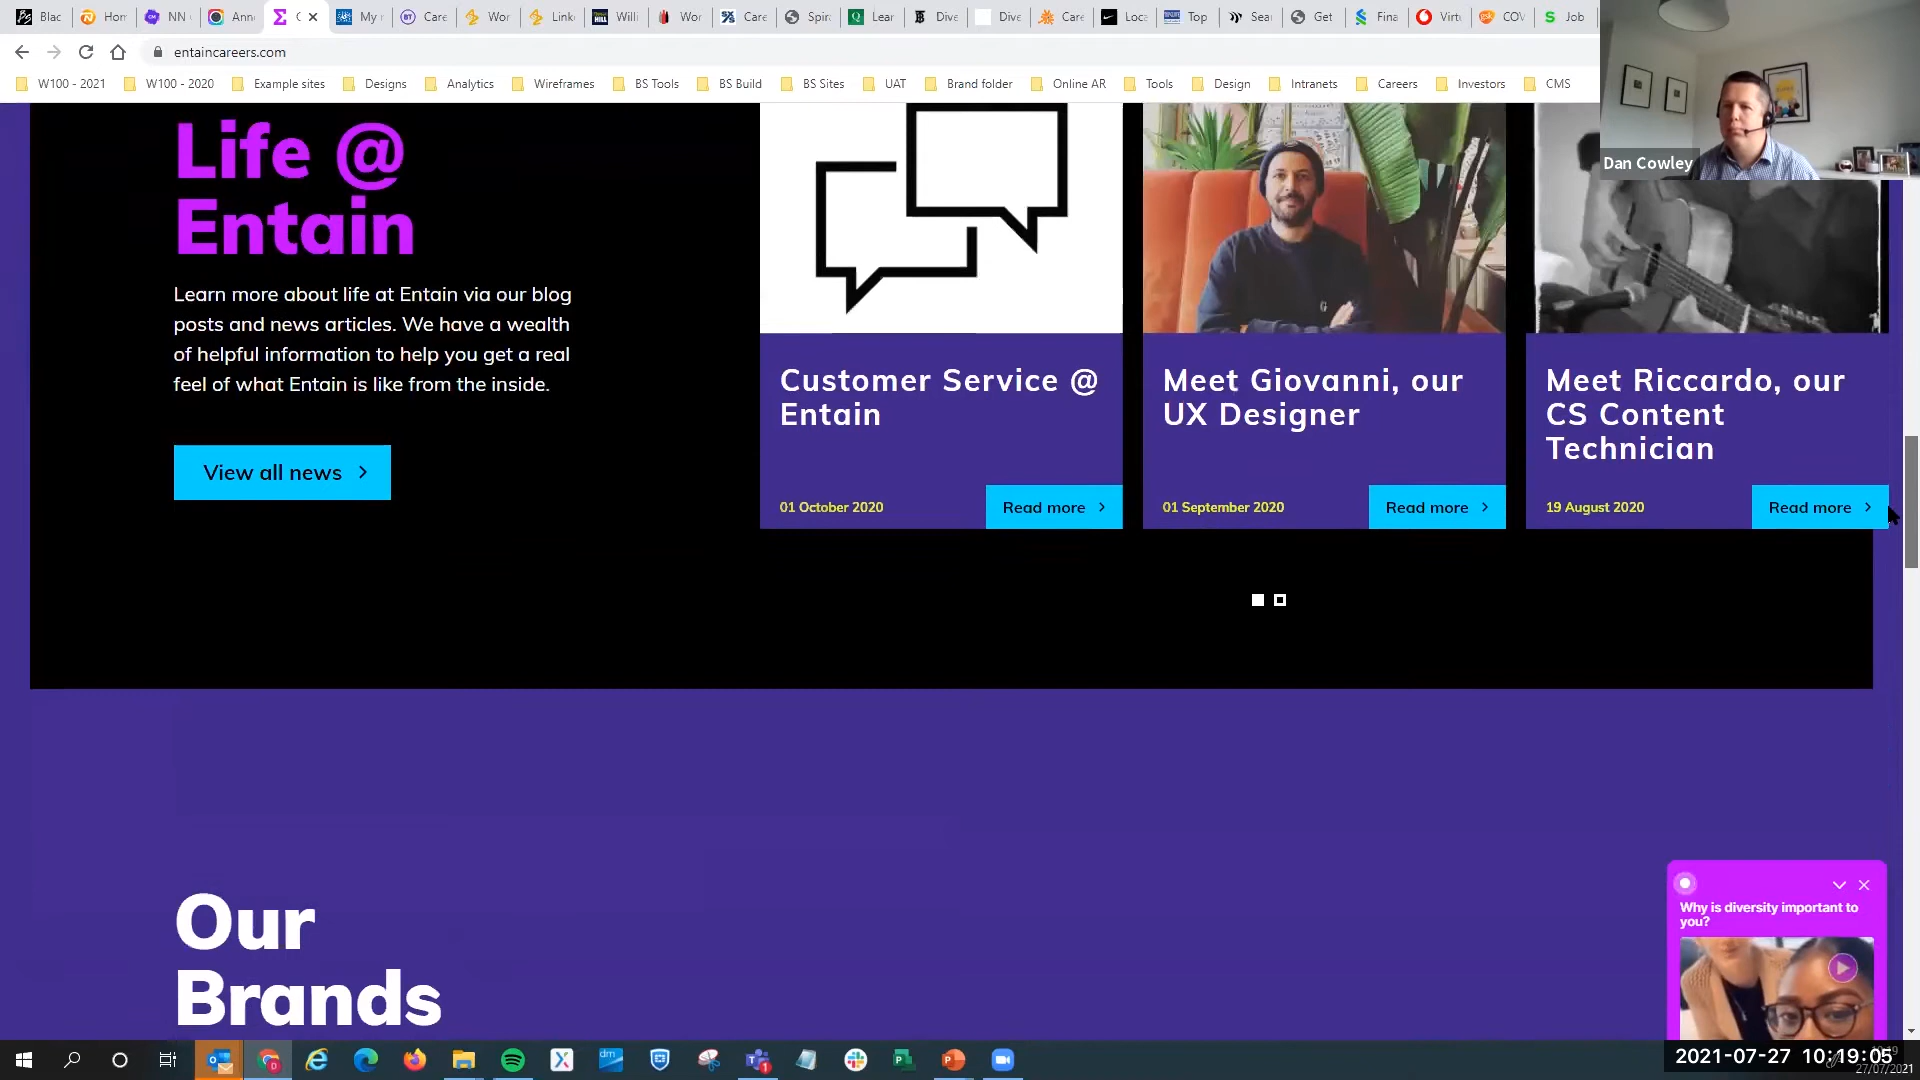 Blac
Hom
NN
Ann
My r
Care
Wor
Link
Willi
Wor
Care
Spir
Lear
Dive
Dive
Care
Loca
Top
Sea
Get
Fina
Virtu
COV
Job
entaincareers.com
W100 - 2021
W100 - 2020
Example sites
Designs
Analytics
Wireframes
BS Tools
BS Build
BS Sites
UAT
Brand folder
Online AR
Tools
Design
Intranets
Careers
Investors
CMS
Dan Cowley
Life @
Entain
Learn more about life at Entain via our blog
posts and news articles. We have a wealth
of helpful information to help you get a real
feel of what Entain is like from the inside.
View all news
Customer Service @
Entain
01 October 2020
Read more
Meet Giovanni, our
UX Designer
01 September 2020
Read more
Meet Riccardo, our
CS Content
Technician
19 August 2020
Read more
Our
Brands
Why is diversity important to
you?
2021-07-27 10:19:05
27/07/2021